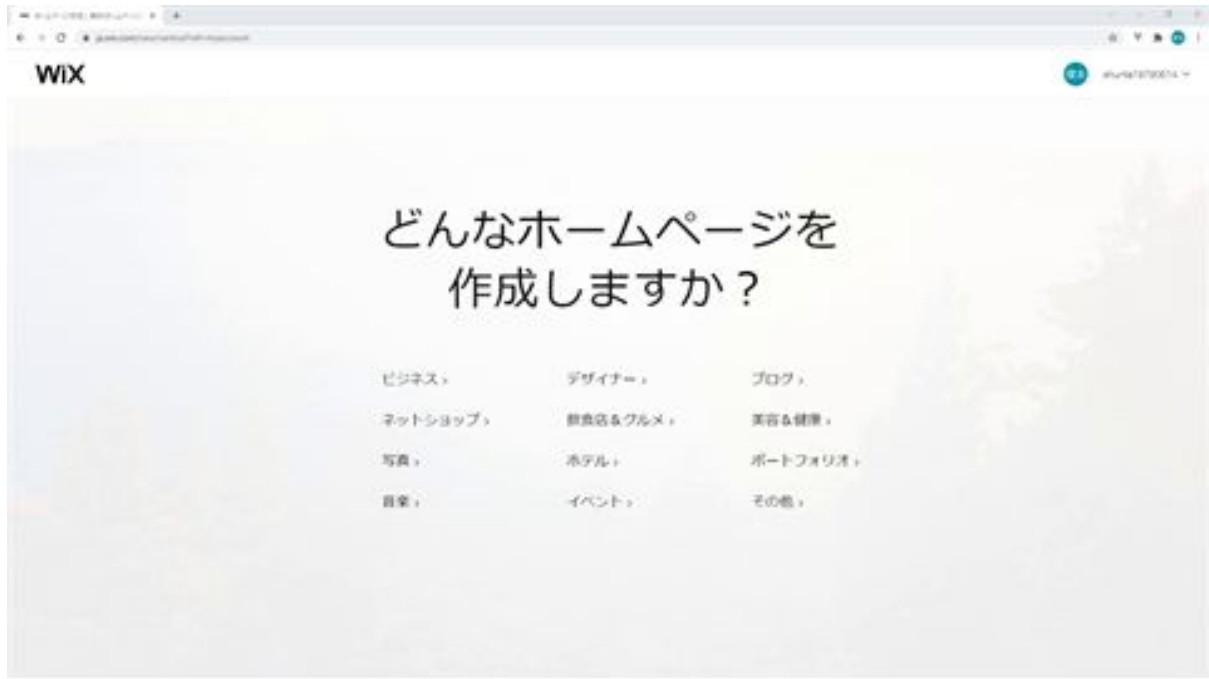 WiX
どんなホームページを
作成しますか？
ビジネス › デザイナー › ブログ ›
ネットショップ › 飲食店＆グルメ › 美容＆健康 ›
写真 › ホテル › ポートフォリオ ›
音楽 › イベント › その他 ›